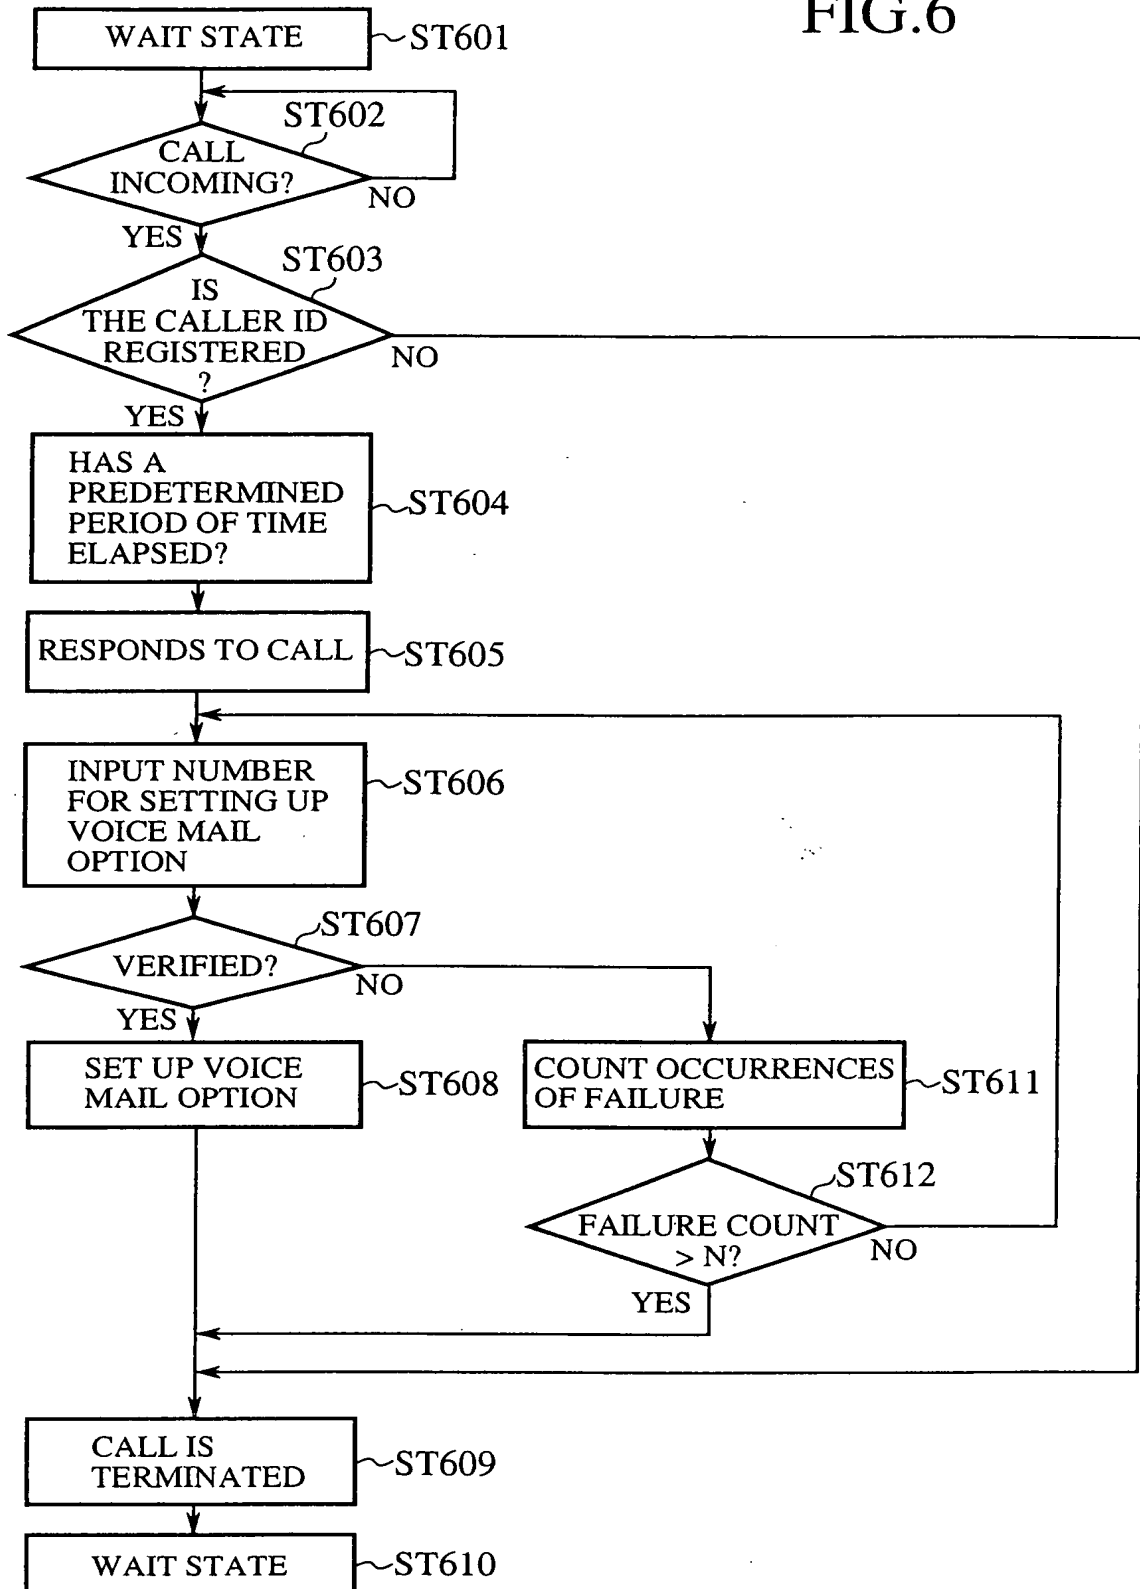 FIG.6
WAIT STATE
ST601
ST602
CALL
INCOMING?
NO
YES
ST603
IS
THE CALLER ID
REGISTERED
?
NO
YES
HAS A
PREDETERMINED
PERIOD OF TIME
ELAPSED?
ST604
RESPONDS TO CALL
ST605
INPUT NUMBER
FOR SETTING UP
VOICE MAIL
OPTION
ST606
ST607
VERIFIED?
NO
YES
SET UP VOICE
MAIL OPTION
ST608
COUNT OCCURRENCES
OF FAILURE
ST611
ST612
FAILURE COUNT
> N?
NO
YES
CALL IS
TERMINATED
ST609
WAIT STATE
ST610